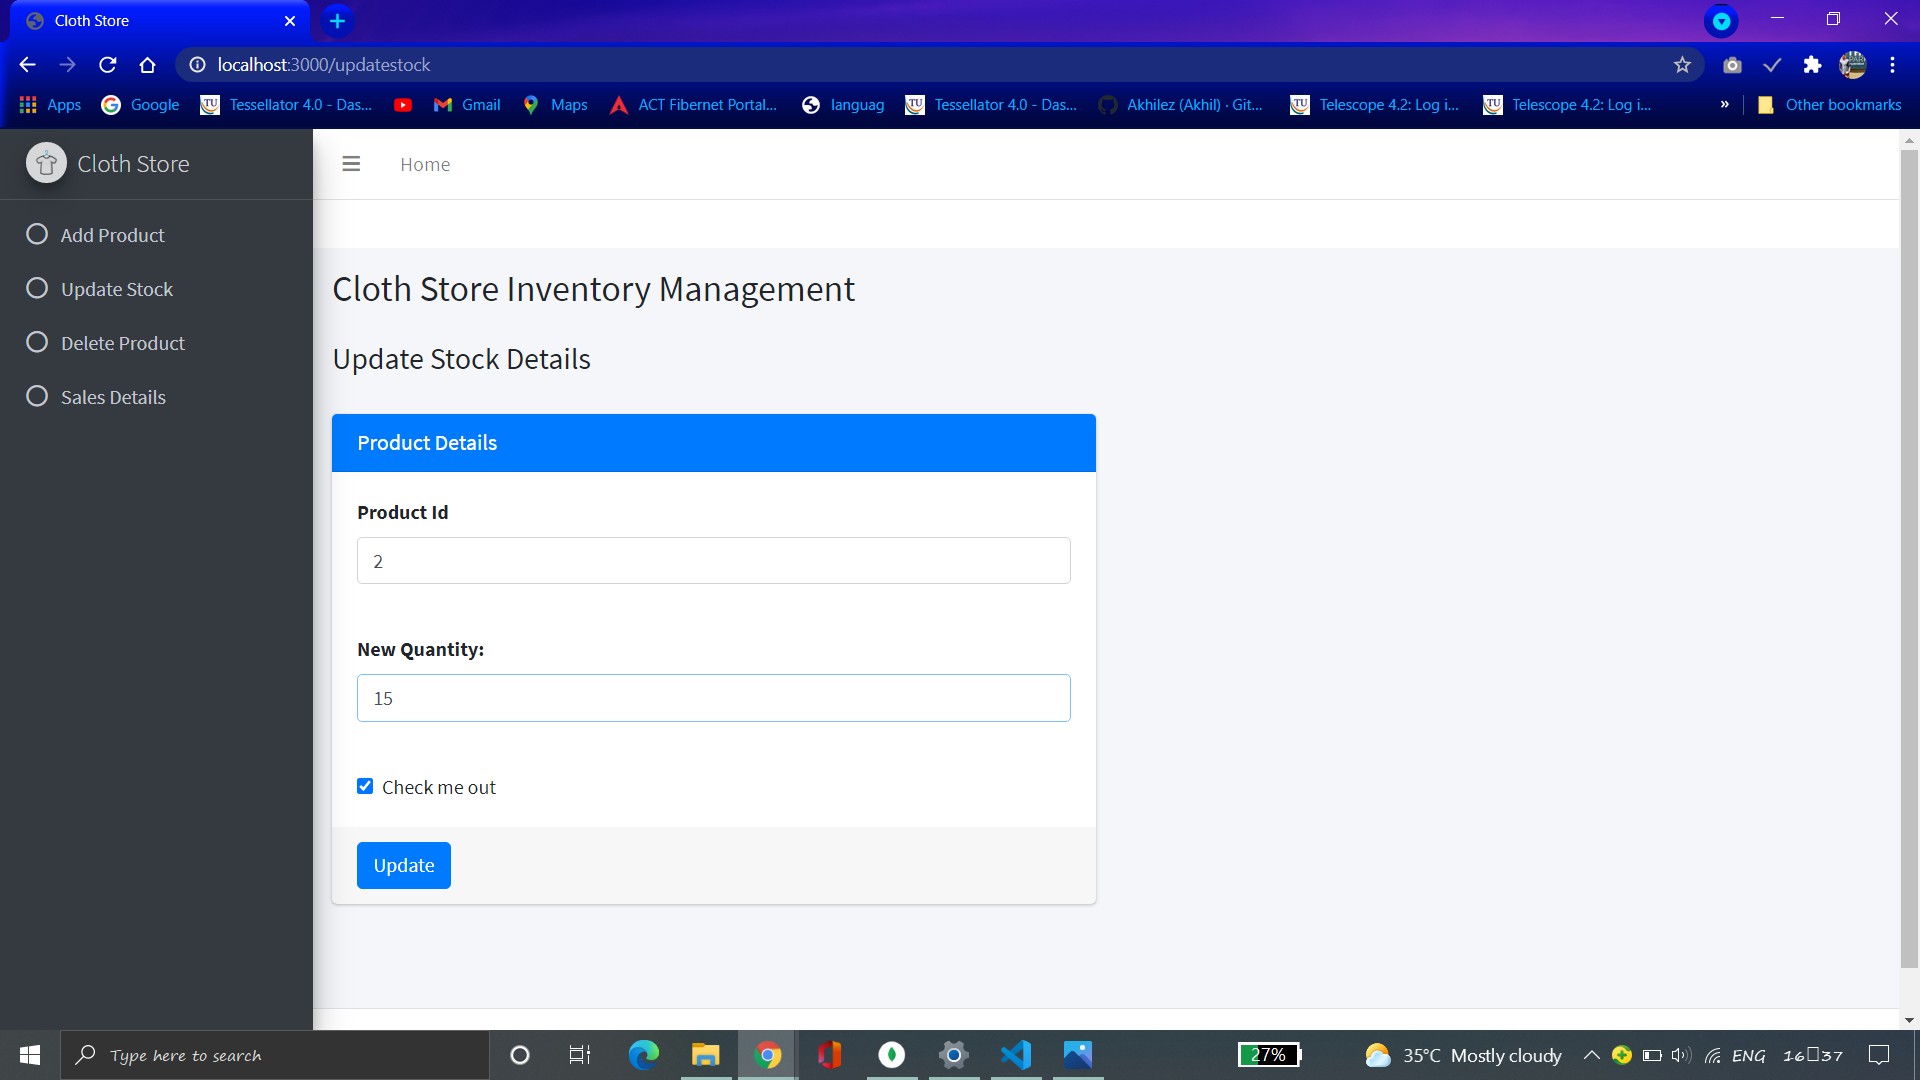 Cloth Store
localhost:3000/updatestock
Apps Google Tessellator 4.0 - Das... Gmail Maps ACT Fibernet Portal... languag Tessellator 4.0 - Das... Akhilez (Akhil) · Git... Telescope 4.2: Log i... Telescope 4.2: Log i... » Other bookmarks
Cloth Store
Home
Add Product
Update Stock
Delete Product
Sales Details
Cloth Store Inventory Management
Update Stock Details
Product Details
Product Id
2
New Quantity:
15
Check me out
Update
Type here to search
27% 35°C Mostly cloudy ENG 16▯37